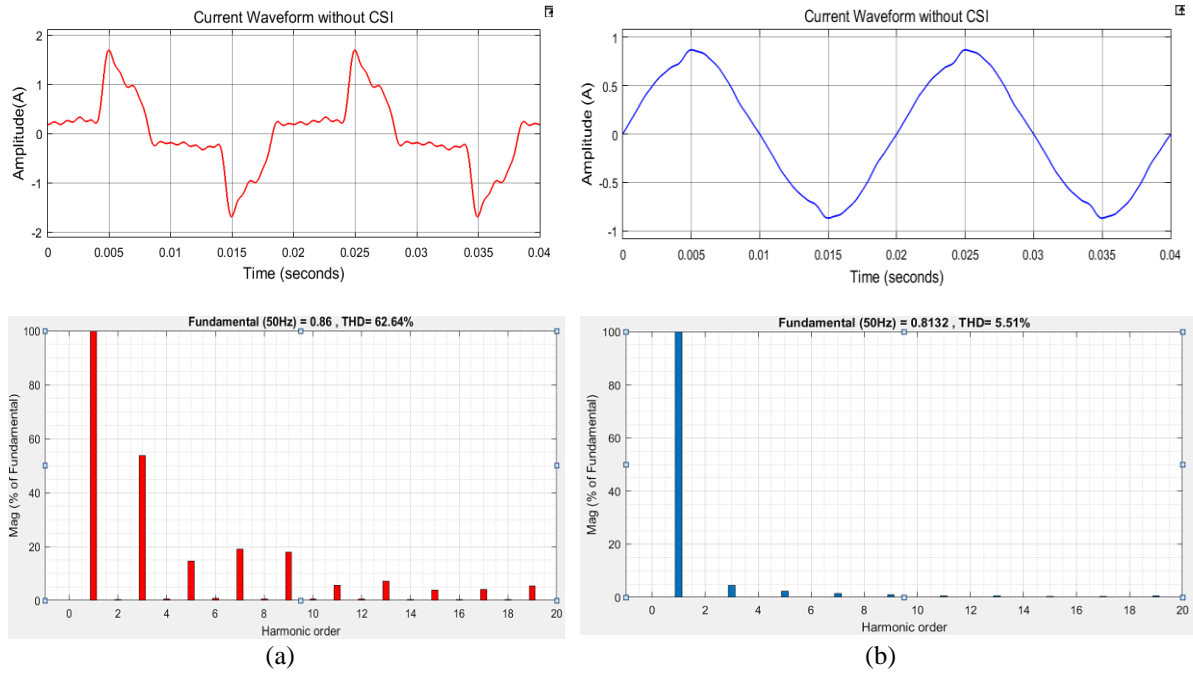 Current Waveform without CSI
2
1
0
-1
-2
Amplitude(A)
0 0.005 0.01 0.015 0.02 0.025 0.03 0.035 0.04
Time (seconds)
Current Waveform without CSI
1
0.5
0
-0.5
-1
Amplitude (A)
0 0.005 0.01 0.015 0.02 0.025 0.03 0.035 0.04
Time (seconds)
Fundamental (50Hz) = 0.86 , THD= 62.64%
100
80
60
40
20
0
Mag (% of Fundamental)
0 2 4 6 8 10 12 14 16 18 20
Harmonic order
(a)
Fundamental (50Hz) = 0.8132 , THD= 5.51%
100
80
60
40
20
0
Mag (% of Fundamental)
0 2 4 6 8 10 12 14 16 18 20
Harmonic order
(b)